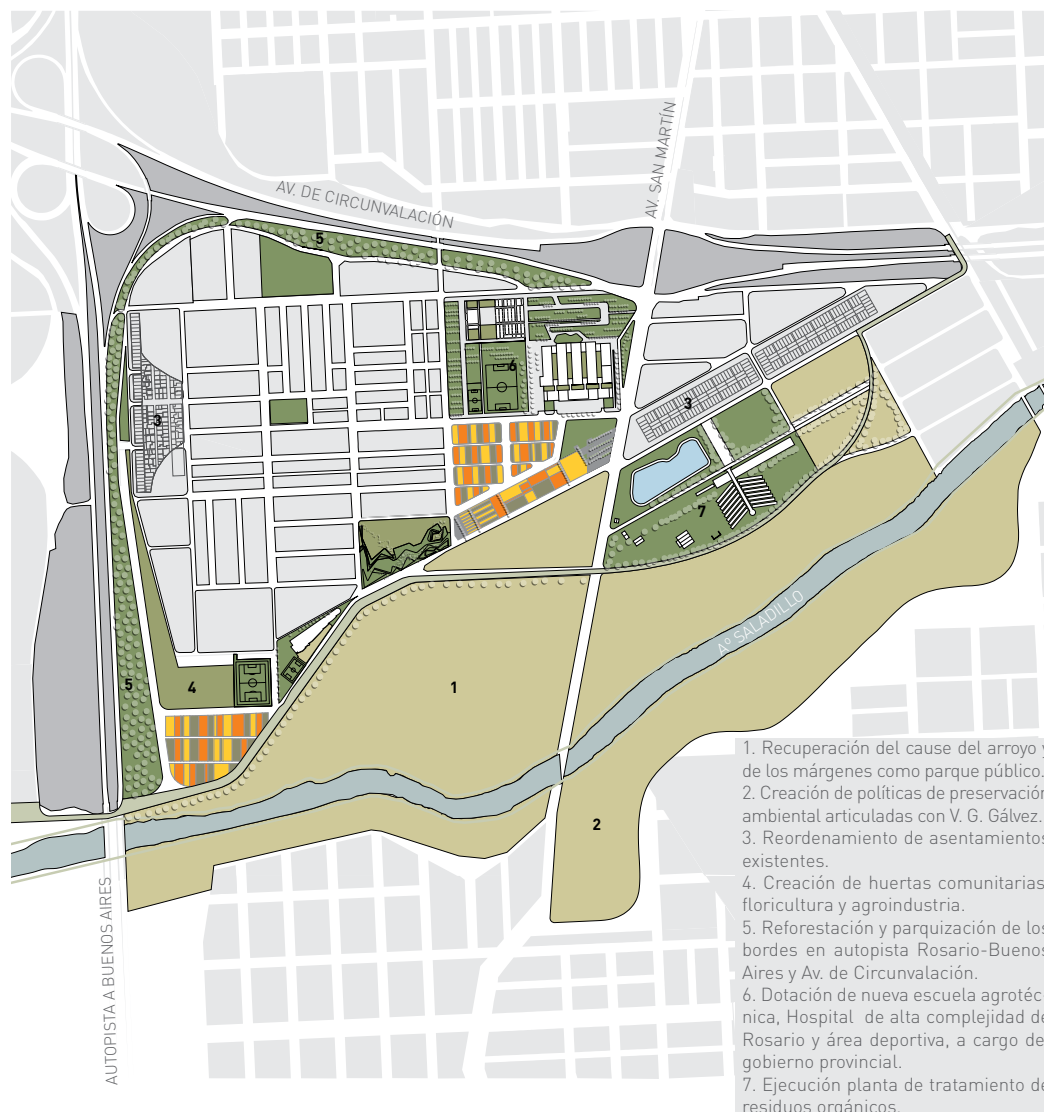 AV. DE CIRCUNVALACIÓN
AV. SAN MARTÍN
5
6
3
3
7
Aº SALADILLO
5
4
1
2
AUTOPISTA A BUENOS AIRES
1. Recuperación del cause del arroyo y
de los márgenes como parque público.
2. Creación de políticas de preservación
ambiental articuladas con V. G. Gálvez.
3. Reordenamiento de asentamientos
existentes.
4. Creación de huertas comunitarias
floricultura y agroindustria.
5. Reforestación y parquización de los
bordes en autopista Rosario-Buenos
Aires y Av. de Circunvalación.
6. Dotación de nueva escuela agrotéc-
nica, Hospital de alta complejidad de
Rosario y área deportiva, a cargo de
gobierno provincial.
7. Ejecución planta de tratamiento de
residuos orgánicos.